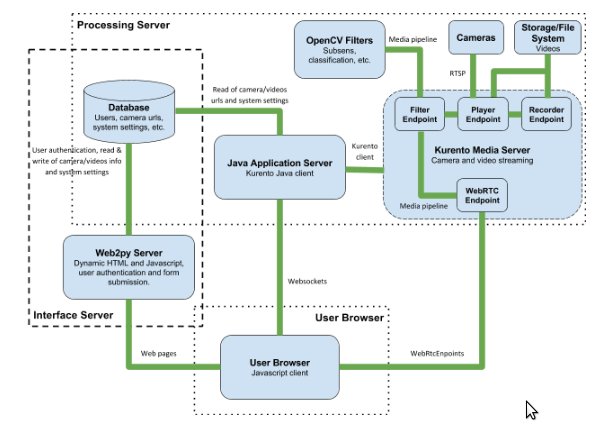 Processing Server
OpenCV Filters
Subsens,
classification, etc.
Media pipeline
Cameras
Storage/File
System
Videos
RTSP
Database
Users, camera urls,
system settings, etc.
Read of camera/videos
urls and system settings
Filter
Endpoint
Player
Endpoint
Recorder
Endpoint
Kurento Media Server
Camera and video streaming
User authentication, read &
write of camera/videos info
and system settings
Java Application Server
Kurento Java client
Kurento
client
WebRTC
Endpoint
Media pipeline
Web2py Server
Dynamic HTML and Javascript,
user authentication and form
submission.
Websockets
Interface Server
User Browser
Web pages
User Browser
Javascript client
WebRtcEnpoints